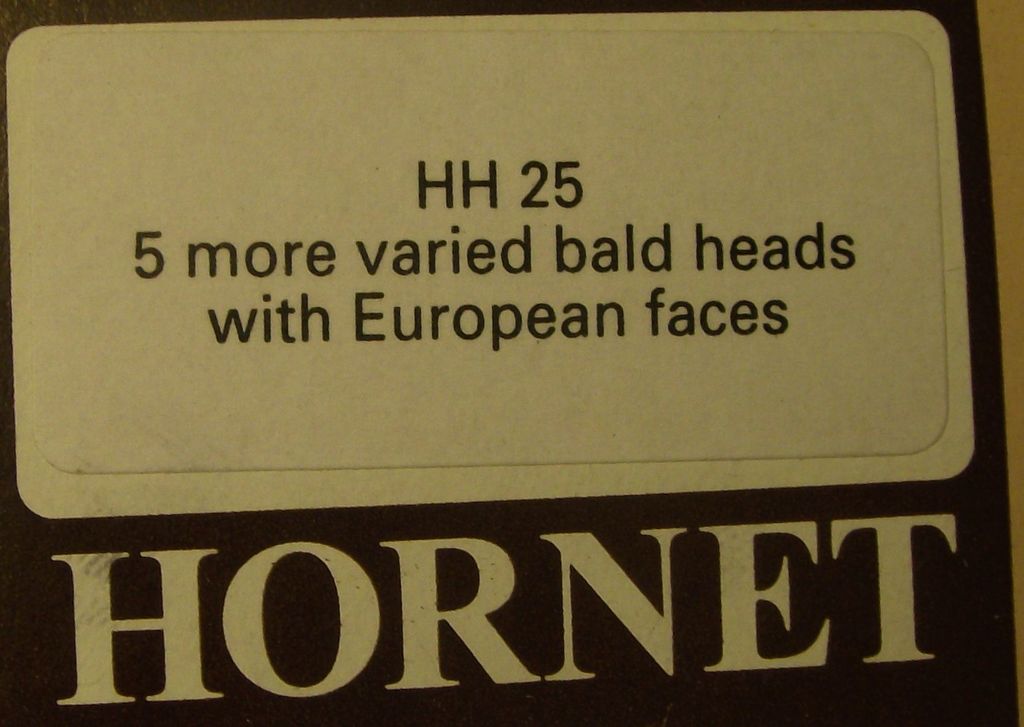 HH 25
5 more varied bald heads
with European faces
HORNET